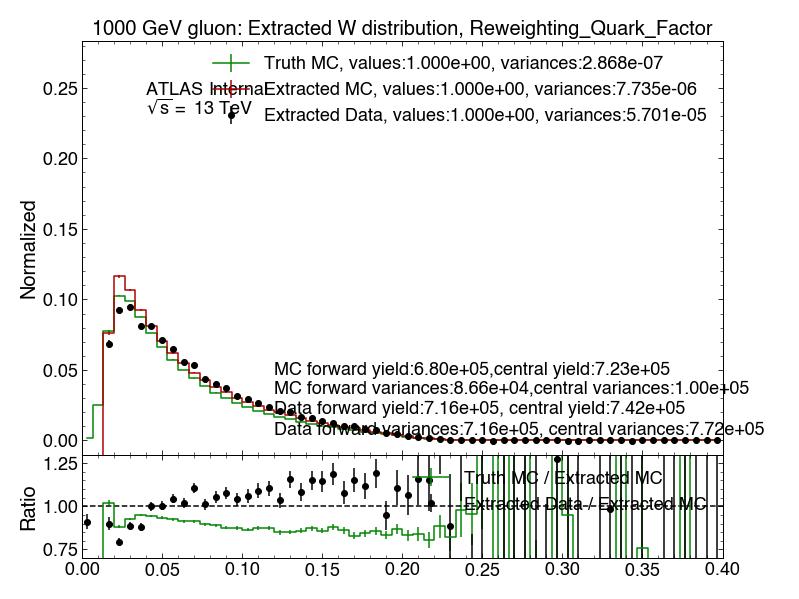 1000 GeV gluon: Extracted W distribution, Reweighting_Quark_Factor
Truth MC, values:1.000e+00, variances:2.868e-07
ATLAS Internal
Extracted MC, values:1.000e+00, variances:7.735e-06
√s = 13 TeV
Extracted Data, values:1.000e+00, variances:5.701e-05
Normalized
0.25
0.20
0.15
0.10
0.05
0.00
MC forward yield:6.80e+05,central yield:7.23e+05
MC forward variances:8.66e+04,central variances:1.00e+05
Data forward yield:7.16e+05, central yield:7.42e+05
Data forward variances:7.16e+05, central variances:7.72e+05
Ratio
1.25
1.00
0.75
Truth MC / Extracted MC
Extracted Data / Extracted MC
0.00 0.05 0.10 0.15 0.20 0.25 0.30 0.35 0.40